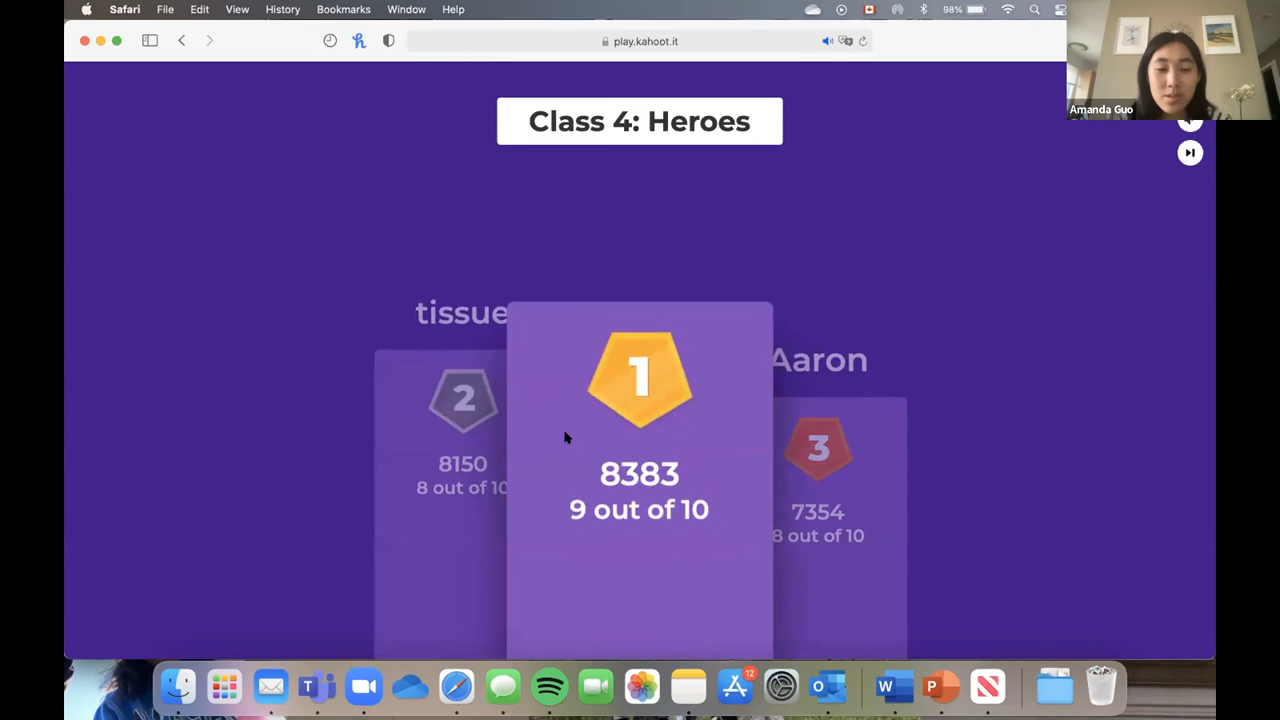 Safari File Edit View History Bookmarks Window Help 98%
play.kahoot.it
Amanda Guo
Class 4: Heroes
tissue
1
Aaron
2
8383
3
8150
9 out of 10
8 out of 10
7354
8 out of 10
12